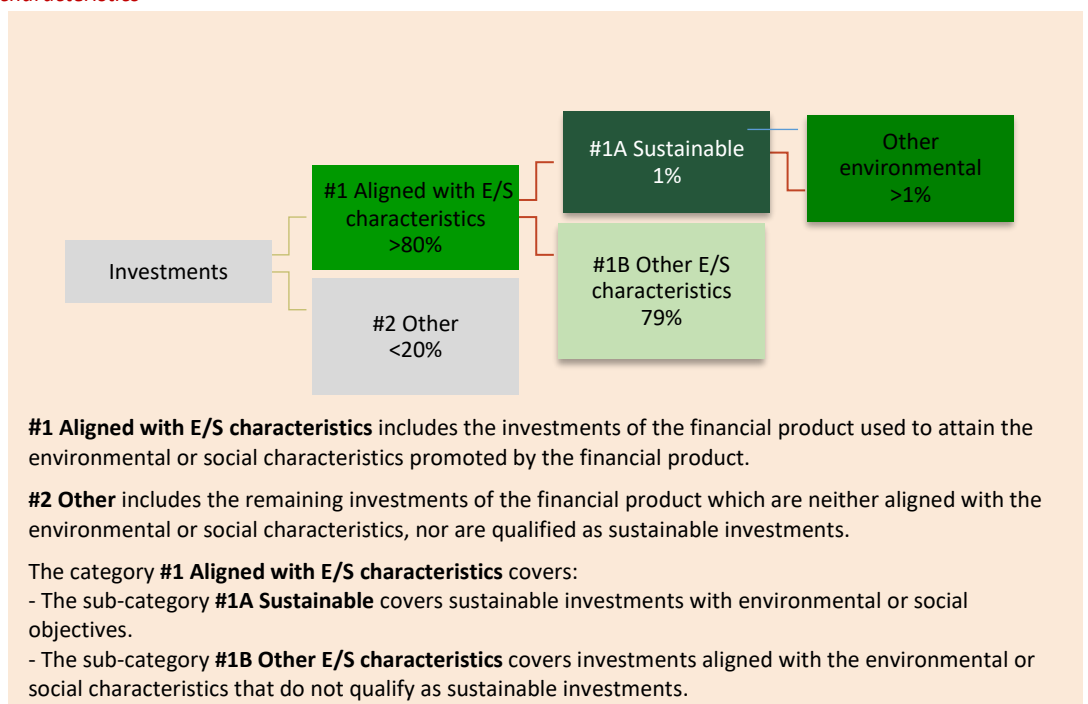 characteristics
#1A Sustainable
1%
Other
environmental
>1%
#1 Aligned with E/S
characteristics
>80%
Investments
#1B Other E/S
characteristics
79%
#2 Other
<20%
#1 Aligned with E/S characteristics includes the investments of the financial product used to attain the
environmental or social characteristics promoted by the financial product.
#2 Other includes the remaining investments of the financial product which are neither aligned with the
environmental or social characteristics, nor are qualified as sustainable investments.
The category #1 Aligned with E/S characteristics covers:
- The sub-category #1A Sustainable covers sustainable investments with environmental or social
objectives.
- The sub-category #1B Other E/S characteristics covers investments aligned with the environmental or
social characteristics that do not qualify as sustainable investments.